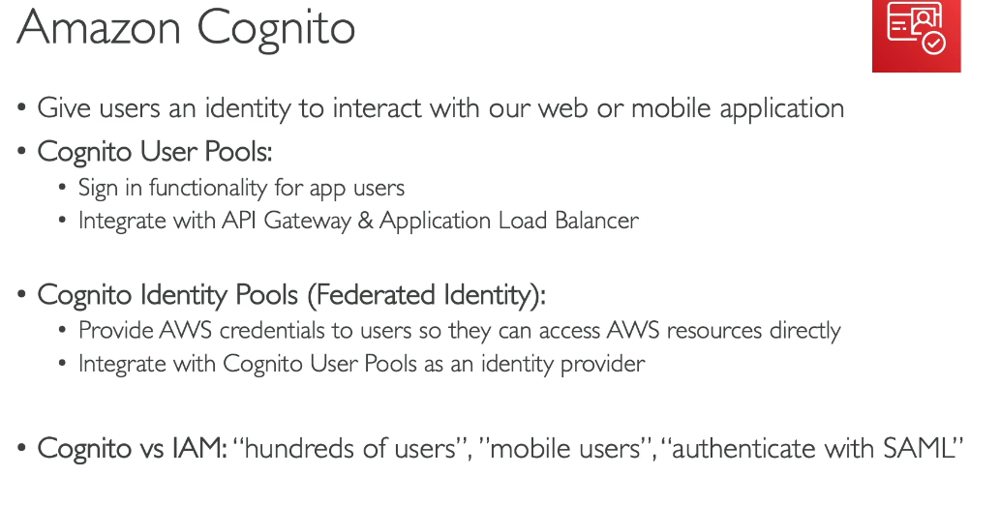 Amazon Cognito
• Give users an identity to interact with our web or mobile application
• Cognito User Pools:
• Sign in functionality for app users
• Integrate with API Gateway & Application Load Balancer
• Cognito Identity Pools (Federated Identity):
• Provide AWS credentials to users so they can access AWS resources directly
• Integrate with Cognito User Pools as an identity provider
• Cognito vs IAM: “hundreds of users”, ”mobile users”, “authenticate with SAML”